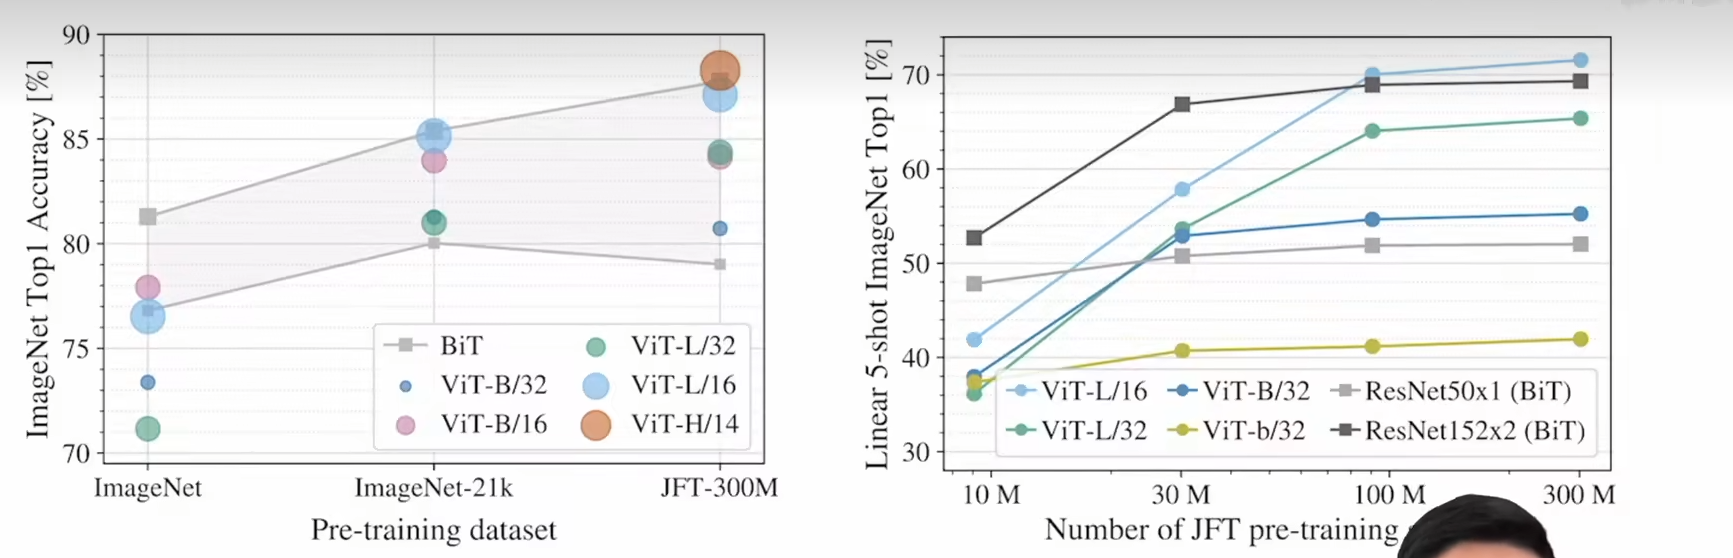 90
85
80
75
70
ImageNet Top1 Accuracy [%]
BiT
ViT-B/32
ViT-B/16
ViT-L/32
ViT-L/16
ViT-H/14
ImageNet
ImageNet-21k
JFT-300M
Pre-training dataset
70
60
50
40
30
Linear 5-shot ImageNet Top1 [%]
ViT-L/16
ViT-L/32
ViT-B/32
ViT-b/32
ResNet50x1 (BiT)
ResNet152x2 (BiT)
10 M
30 M
100 M
300 M
Number of JFT pre-training